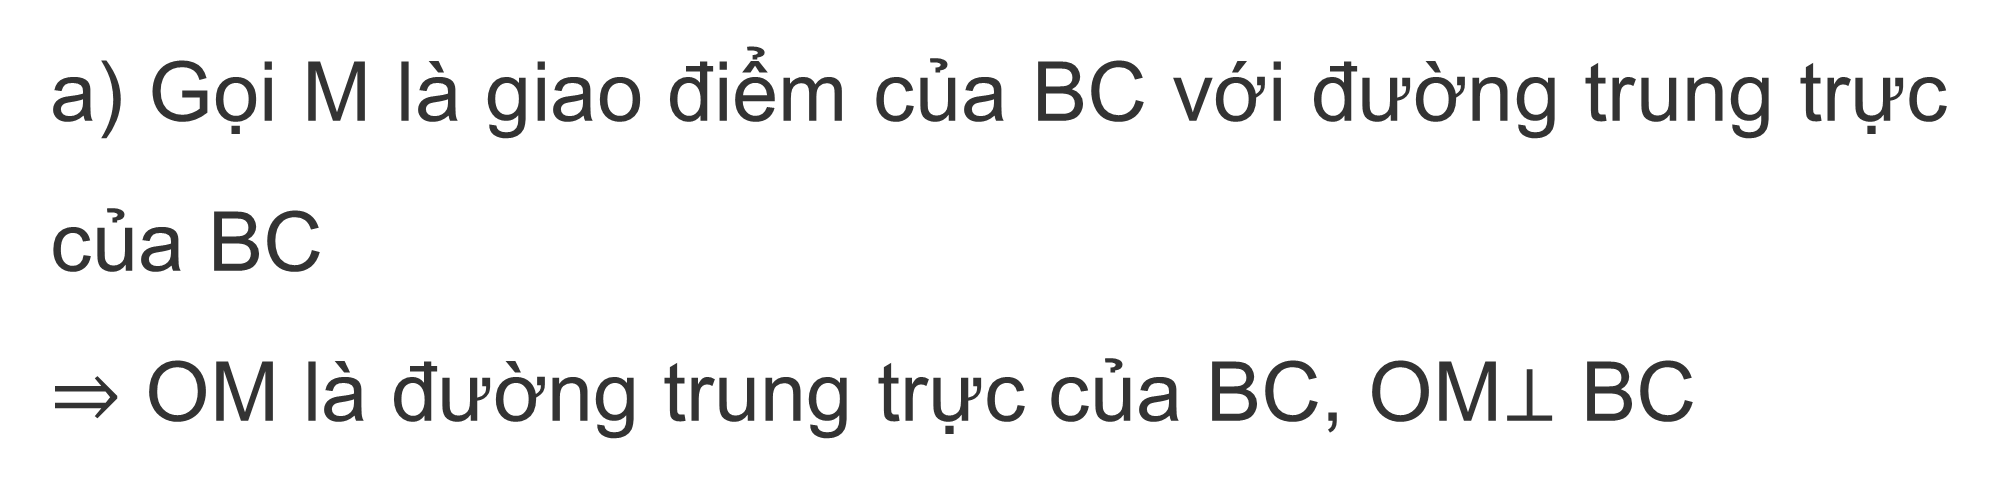 a) Gọi M là giao điểm của BC với đường trung trực
của BC
⇒ OM là đường trung trực của BC, OM⊥ BC